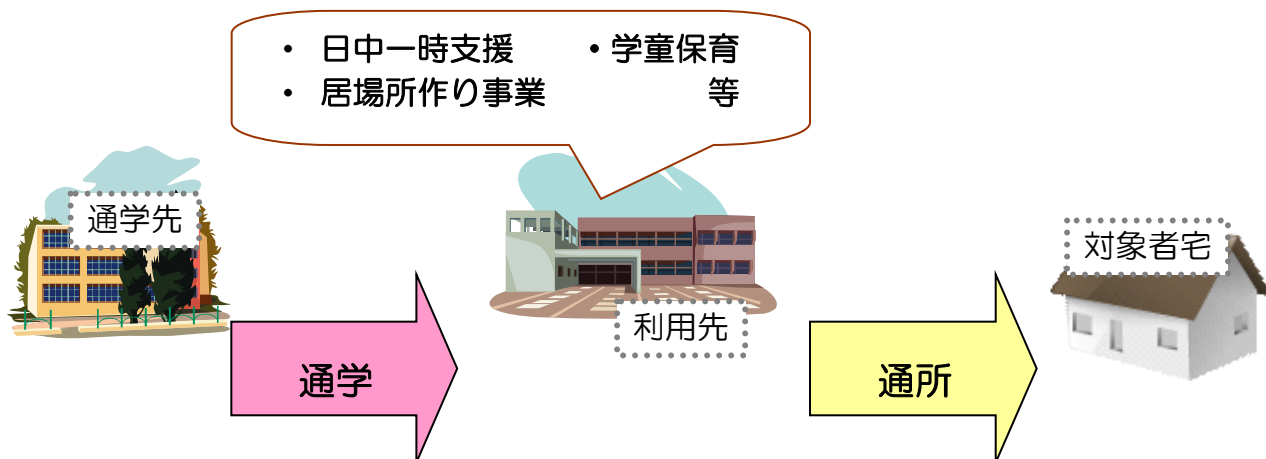 ・ 日中一時支援 ・学童保育
・ 居場所作り事業 等
通学先
対象者宅
利用先
通学
通所